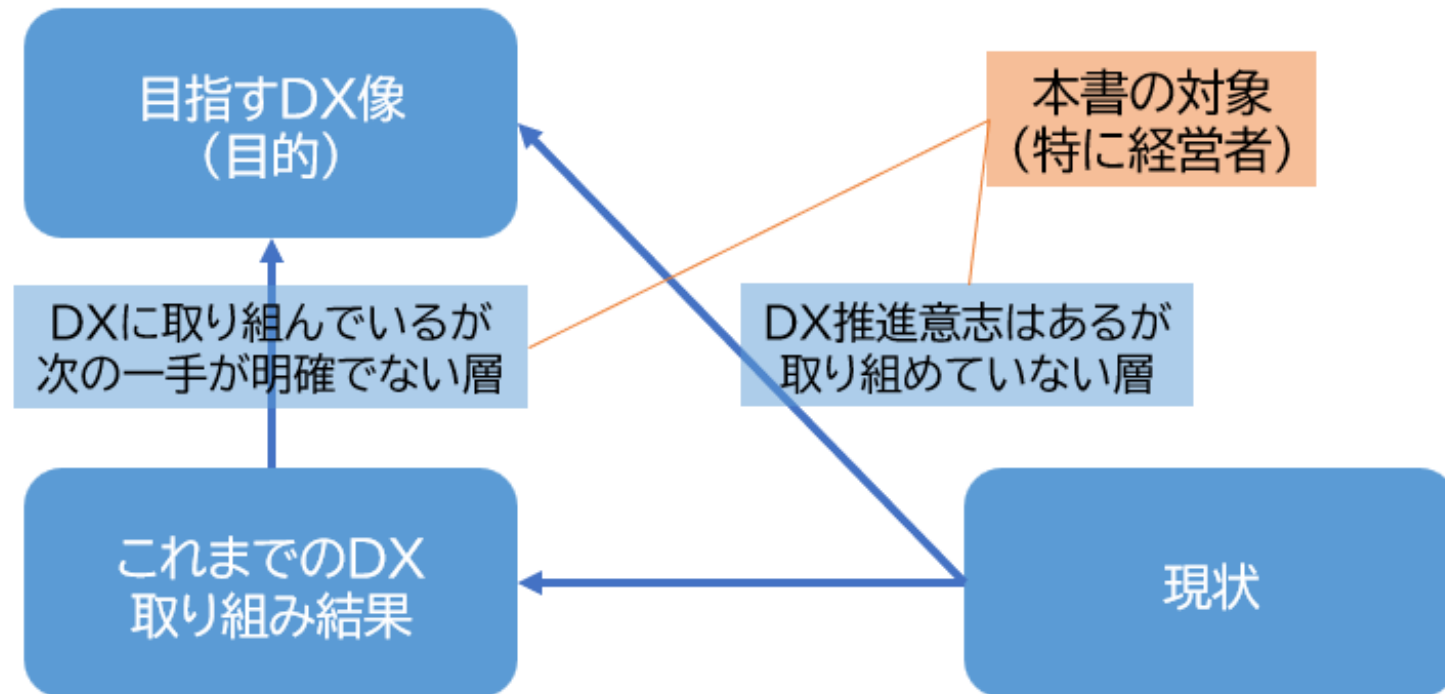 目指すDX像
（目的）
本書の対象
（特に経営者）
DXに取り組んでいるが
次の一手が明確でない層
DX推進意志はあるが
取り組めていない層
これまでのDX
取り組み結果
現状